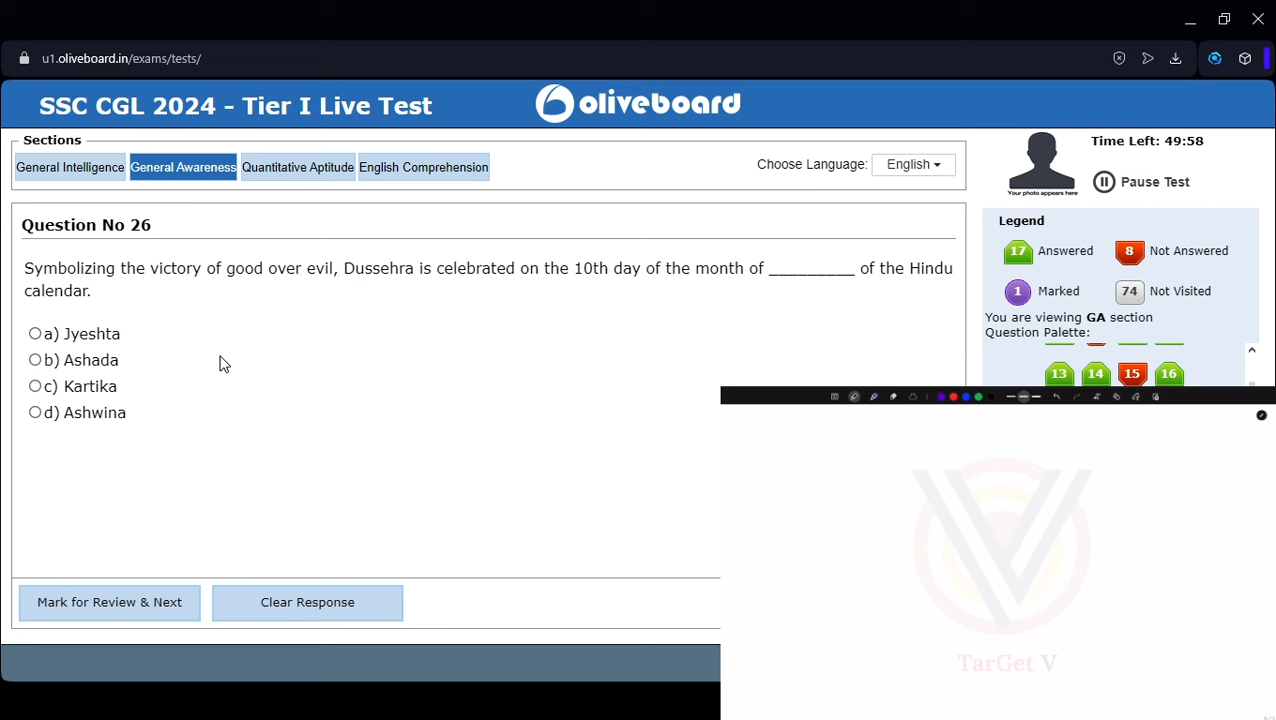 u1.oliveboard.in/exams/tests/
SSC CGL 2024 - Tier I Live Test
oliveboard
Sections
General Intelligence
General Awareness
Quantitative Aptitude
English Comprehension
Choose Language:
English
Your photo appears here
Time Left: 49:58
Pause Test
Question No 26
Symbolizing the victory of good over evil, Dussehra is celebrated on the 10th day of the month of _________ of the Hindu
calendar.
a) Jyeshta
b) Ashada
c) Kartika
d) Ashwina
Legend
17 Answered
8 Not Answered
1 Marked
74 Not Visited
You are viewing GA section
Question Palette:
13 14 15 16
Mark for Review & Next
Clear Response
TarGet V